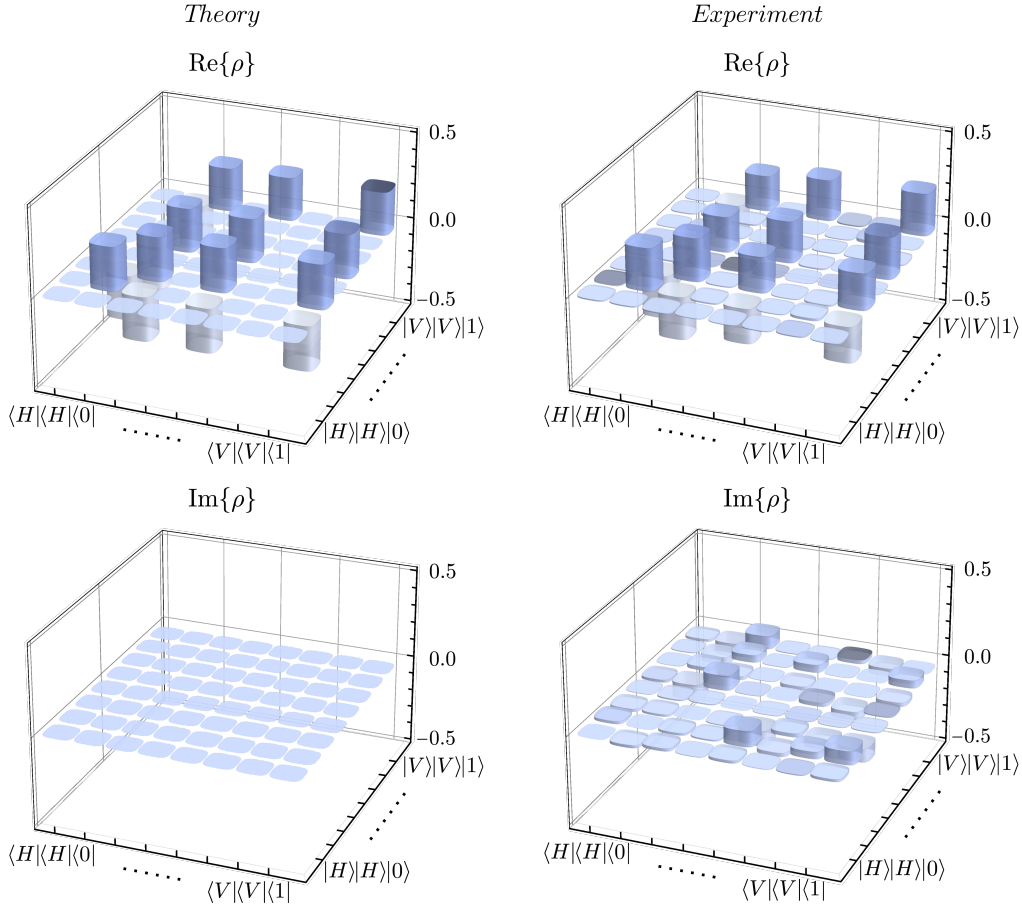 Theory
Experiment
Re{ρ}
Re{ρ}
0.5
0.0
−0.5
|V⟩|V⟩|1⟩
......
|H⟩|H⟩|0⟩
⟨H|⟨H|⟨0|
......
⟨V|⟨V|⟨1|
0.5
0.0
−0.5
|V⟩|V⟩|1⟩
......
|H⟩|H⟩|0⟩
⟨H|⟨H|⟨0|
......
⟨V|⟨V|⟨1|
Im{ρ}
Im{ρ}
0.5
0.0
−0.5
|V⟩|V⟩|1⟩
......
|H⟩|H⟩|0⟩
⟨H|⟨H|⟨0|
......
⟨V|⟨V|⟨1|
0.5
0.0
−0.5
|V⟩|V⟩|1⟩
......
|H⟩|H⟩|0⟩
⟨H|⟨H|⟨0|
......
⟨V|⟨V|⟨1|